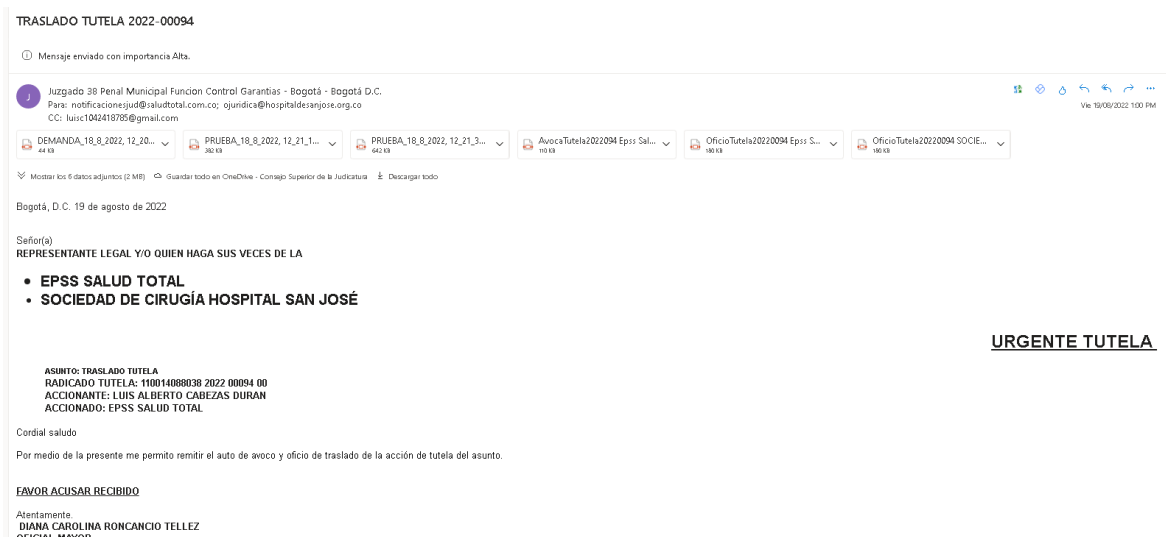 TRASLADO TUTELA 2022-00094
Mensaje enviado con importancia Alta.
J
Juzgado 38 Penal Municipal Funcion Control Garantias - Bogotá - Bogotá D.C.
Para: notificacionesjud@saludtotal.com.co; ojuridica@hospitaldesanjose.org.co
CC: luisc1042418785@gmail.com
Vie 19/08/2022 1:00 PM
DEMANDA_18_8_2022, 12_20...
44 KB
PRUEBA_18_8_2022, 12_21_1...
382 KB
PRUEBA_18_8_2022, 12_21_3...
642 KB
AvocaTutela20220094 Epss Sal...
110 KB
OficioTutela20220094 Epss S...
180 KB
OficioTutela20220094 SOCIE...
180 KB
Mostrar los 6 datos adjuntos (2 MB) Guardar todo en OneDrive - Consejo Superior de la Judicatura Descargar todo
Bogotá, D.C. 19 de agosto de 2022
Señor(a)
REPRESENTANTE LEGAL Y/O QUIEN HAGA SUS VECES DE LA
• EPSS SALUD TOTAL
• SOCIEDAD DE CIRUGÍA HOSPITAL SAN JOSÉ
URGENTE TUTELA
ASUNTO: TRASLADO TUTELA
RADICADO TUTELA: 110014088038 2022 00094 00
ACCIONANTE: LUIS ALBERTO CABEZAS DURAN
ACCIONADO: EPSS SALUD TOTAL
Cordial saludo
Por medio de la presente me permito remitir el auto de avoco y oficio de traslado de la acción de tutela del asunto.
FAVOR ACUSAR RECIBIDO
Atentamente.
DIANA CAROLINA RONCANCIO TELLEZ
OFICIAL MAYOR